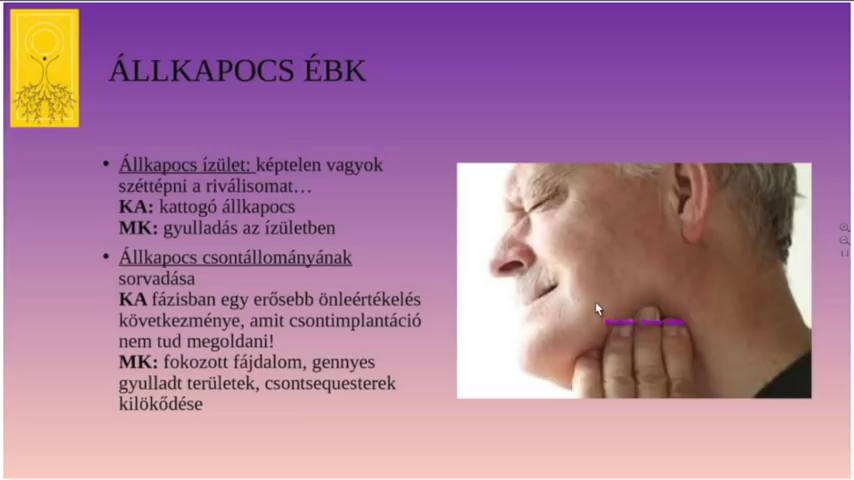 ÁLLKAPOCS ÉBK
• Állkapocs ízület: képtelen vagyok
széttépni a riválisomat…
KA: kattogó állkapocs
MK: gyulladás az ízületben
• Állkapocs csontállományának
sorvadása
KA fázisban egy erősebb önleértékelés
következménye, amit csontimplantáció
nem tud megoldani!
MK: fokozott fájdalom, gennyes
gyulladt területek, csontsequesterek
kilökődése